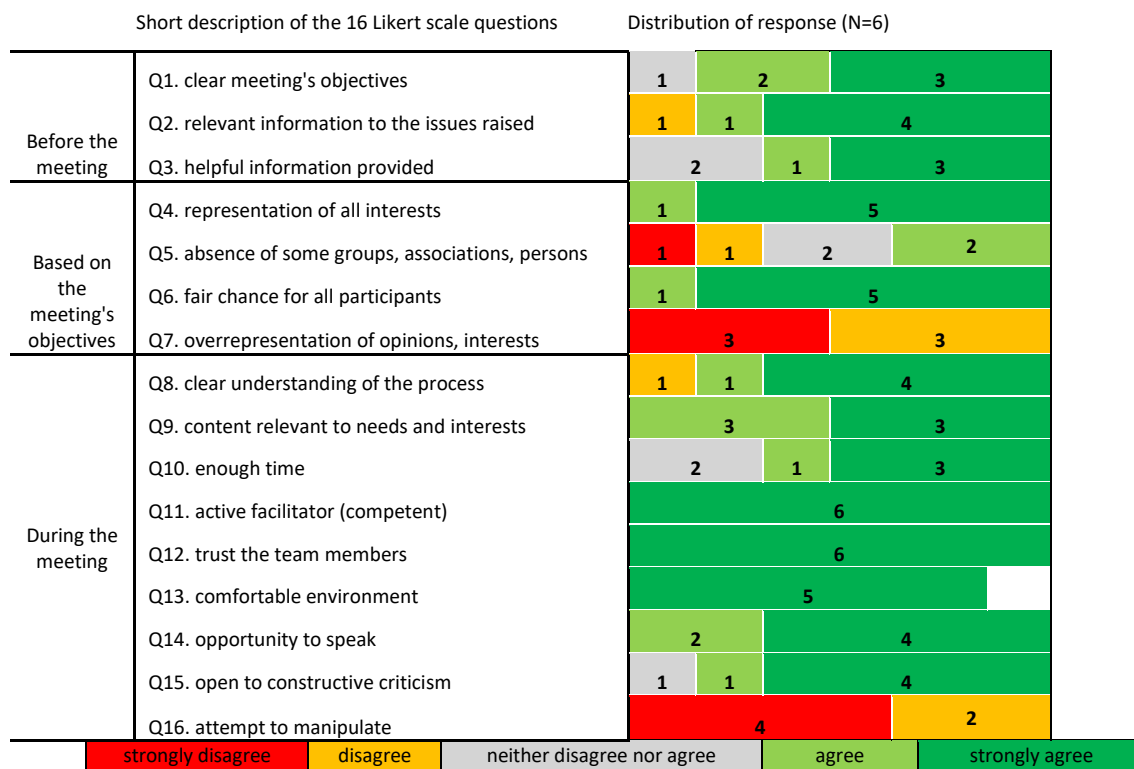 Short description of the 16 Likert scale questions Distribution of response (N=6)
Before the
meeting
Q1. clear meeting's objectives 1 2 3
Q2. relevant information to the issues raised 1 1 4
Q3. helpful information provided 2 1 3
Based on
the
meeting's
objectives
Q4. representation of all interests 1 5
Q5. absence of some groups, associations, persons 1 1 2 2
Q6. fair chance for all participants 1 5
Q7. overrepresentation of opinions, interests 3 3
During the
meeting
Q8. clear understanding of the process 1 1 4
Q9. content relevant to needs and interests 3 3
Q10. enough time 2 1 3
Q11. active facilitator (competent) 6
Q12. trust the team members 6
Q13. comfortable environment 5
Q14. opportunity to speak 2 4
Q15. open to constructive criticism 1 1 4
Q16. attempt to manipulate 4 2
strongly disagree disagree neither disagree nor agree agree strongly agree